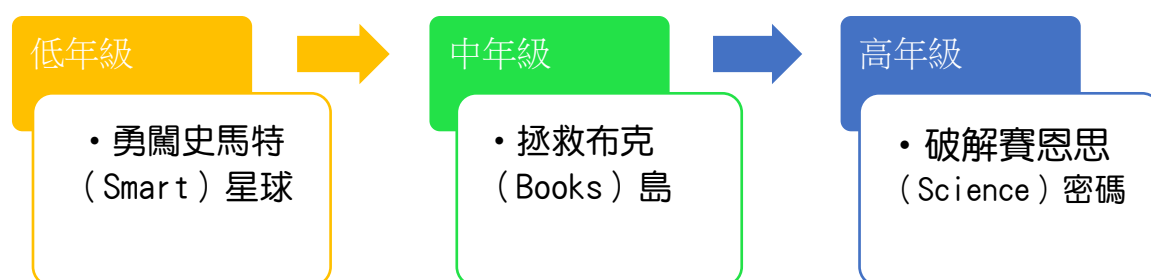 低年級
•勇闖史馬特
（Smart）星球
中年級
•拯救布克
（Books）島
高年級
•破解賽恩思
（Science）密碼